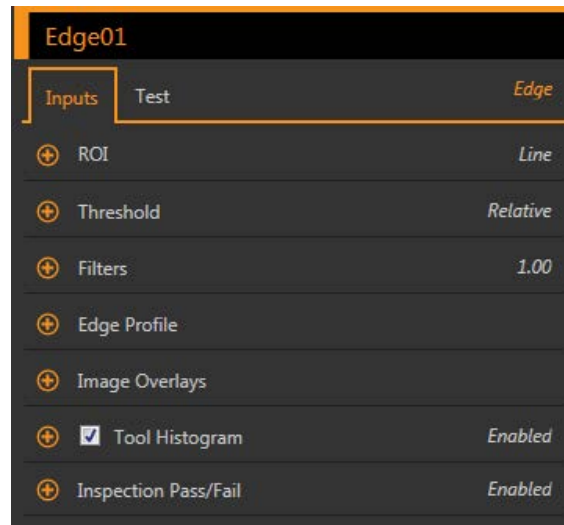 Edge01
Inputs Test Edge
ROI Line
Threshold Relative
Filters 1.00
Edge Profile
Image Overlays
Tool Histogram Enabled
Inspection Pass/Fail Enabled